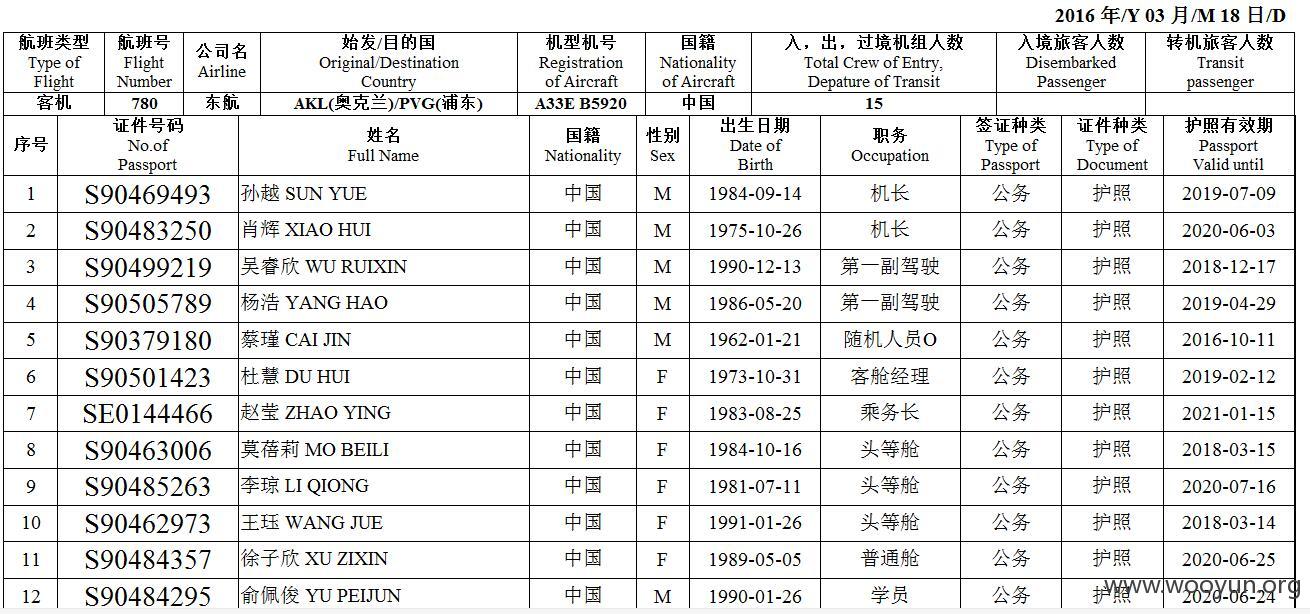 2016 年/Y 03 月/M 18 日/D
航班类型 Type of Flight 航班号 Flight Number 公司名 Airline 始发/目的国 Original/Destination Country 机型机号 Registration of Aircraft 国籍 Nationality of Aircraft 入，出，过境机组人数 Total Crew of Entry, Depature of Transit 入境旅客人数 Disembarked Passenger 转机旅客人数 Transit passenger
客机 780 东航 AKL(奥克兰)/PVG(浦东) A33E B5920 中国 15
序号 证件号码 No.of Passport 姓名 Full Name 国籍 Nationality 性别 Sex 出生日期 Date of Birth 职务 Occupation 签证种类 Type of Passport 证件种类 Type of Document 护照有效期 Passport Valid until
1 S90469493 孙越 SUN YUE 中国 M 1984-09-14 机长 公务 护照 2019-07-09
2 S90483250 肖辉 XIAO HUI 中国 M 1975-10-26 机长 公务 护照 2020-06-03
3 S90499219 吴睿欣 WU RUIXIN 中国 M 1990-12-13 第一副驾驶 公务 护照 2018-12-17
4 S90505789 杨浩 YANG HAO 中国 M 1986-05-20 第一副驾驶 公务 护照 2019-04-29
5 S90379180 蔡瑾 CAI JIN 中国 M 1962-01-21 随机人员O 公务 护照 2016-10-11
6 S90501423 杜慧 DU HUI 中国 F 1973-10-31 客舱经理 公务 护照 2019-02-12
7 SE0144466 赵莹 ZHAO YING 中国 F 1983-08-25 乘务长 公务 护照 2021-01-15
8 S90463006 莫蓓莉 MO BEILI 中国 F 1984-10-16 头等舱 公务 护照 2018-03-15
9 S90485263 李琼 LI QIONG 中国 F 1981-07-11 头等舱 公务 护照 2020-07-16
10 S90462973 王珏 WANG JUE 中国 F 1991-01-26 头等舱 公务 护照 2018-03-14
11 S90484357 徐子欣 XU ZIXIN 中国 F 1989-05-05 普通舱 公务 护照 2020-06-25
12 S90484295 俞佩俊 YU PEIJUN 中国 M 1990-01-26 学员 公务 护照 2020-06-24
www.wooyun.org